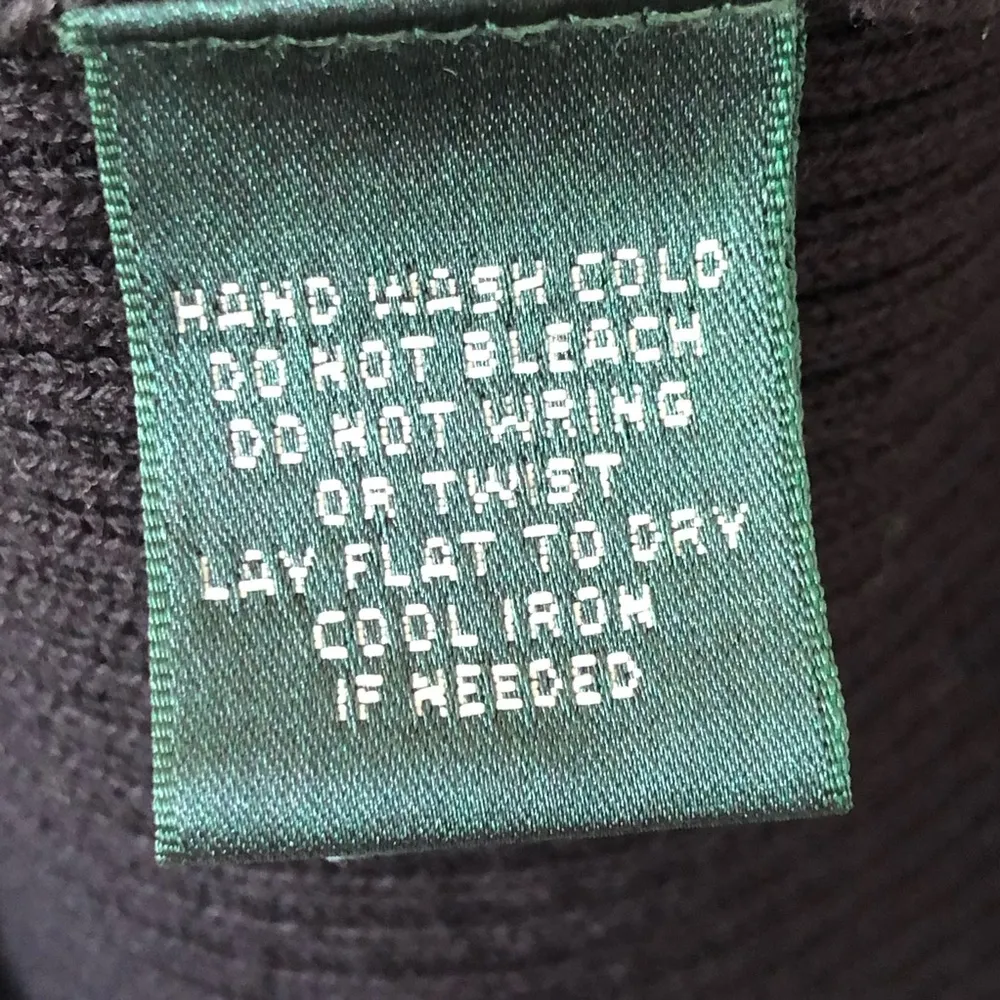 HAND WASH COLD
DO NOT BLEACH
DO NOT WRING
OR TWIST
LAY FLAT TO DRY
COOL IRON
IF NEEDED